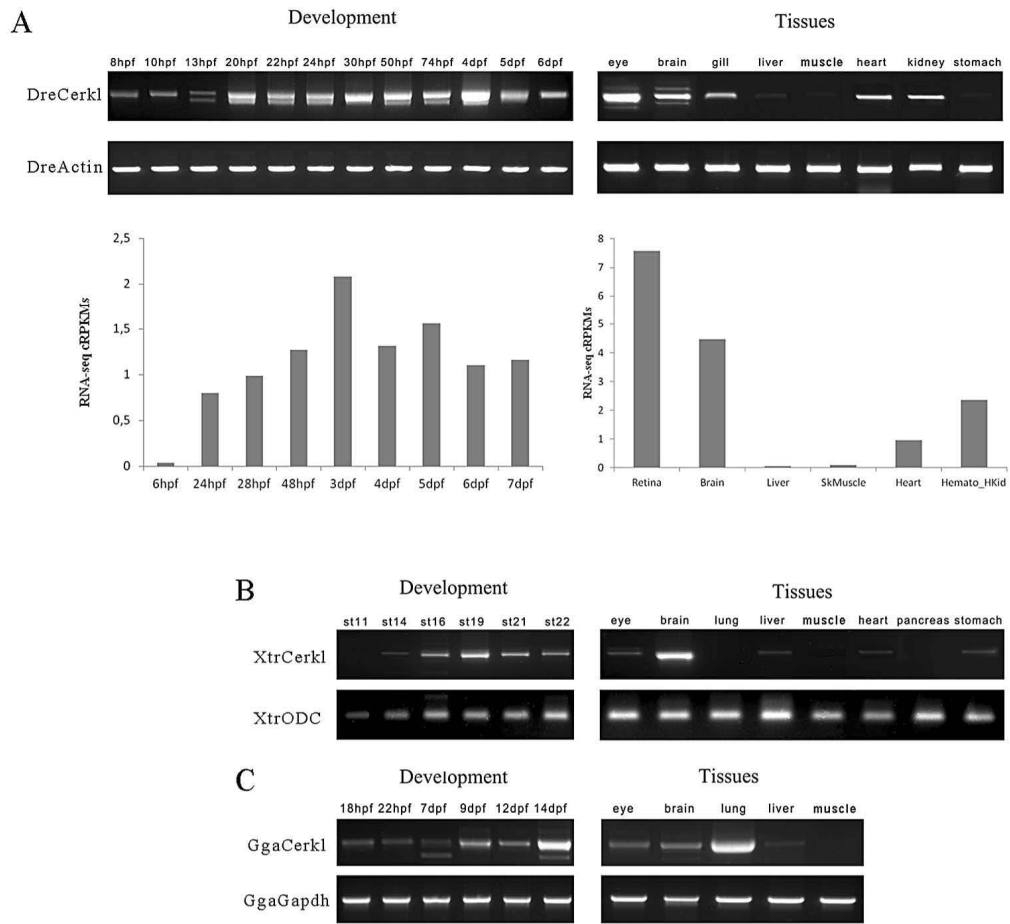 A
Development
Tissues
8hpf 10hpf 13hpf 20hpf 22hpf 24hpf 30hpf 50hpf 74hpf 4dpf 5dpf 6dpf
eye brain gill liver muscle heart kidney stomach
DreCerkl
DreActin
2,5
2
1,5
1
0,5
0
RNA-seq cRPKMs
6hpf 24hpf 28hpf 48hpf 3dpf 4dpf 5dpf 6dpf 7dpf
8
7
6
5
4
3
2
1
0
RNA-seq cRPKMs
Retina Brain Liver SkMuscle Heart Hemato_HKid
B
Development
Tissues
st11 st14 st16 st19 st21 st22
eye brain lung liver muscle heart pancreas stomach
XtrCerkl
XtrODC
C
Development
Tissues
18hpf 22hpf 7dpf 9dpf 12dpf 14dpf
eye brain lung liver muscle
GgaCerkl
GgaGapdh